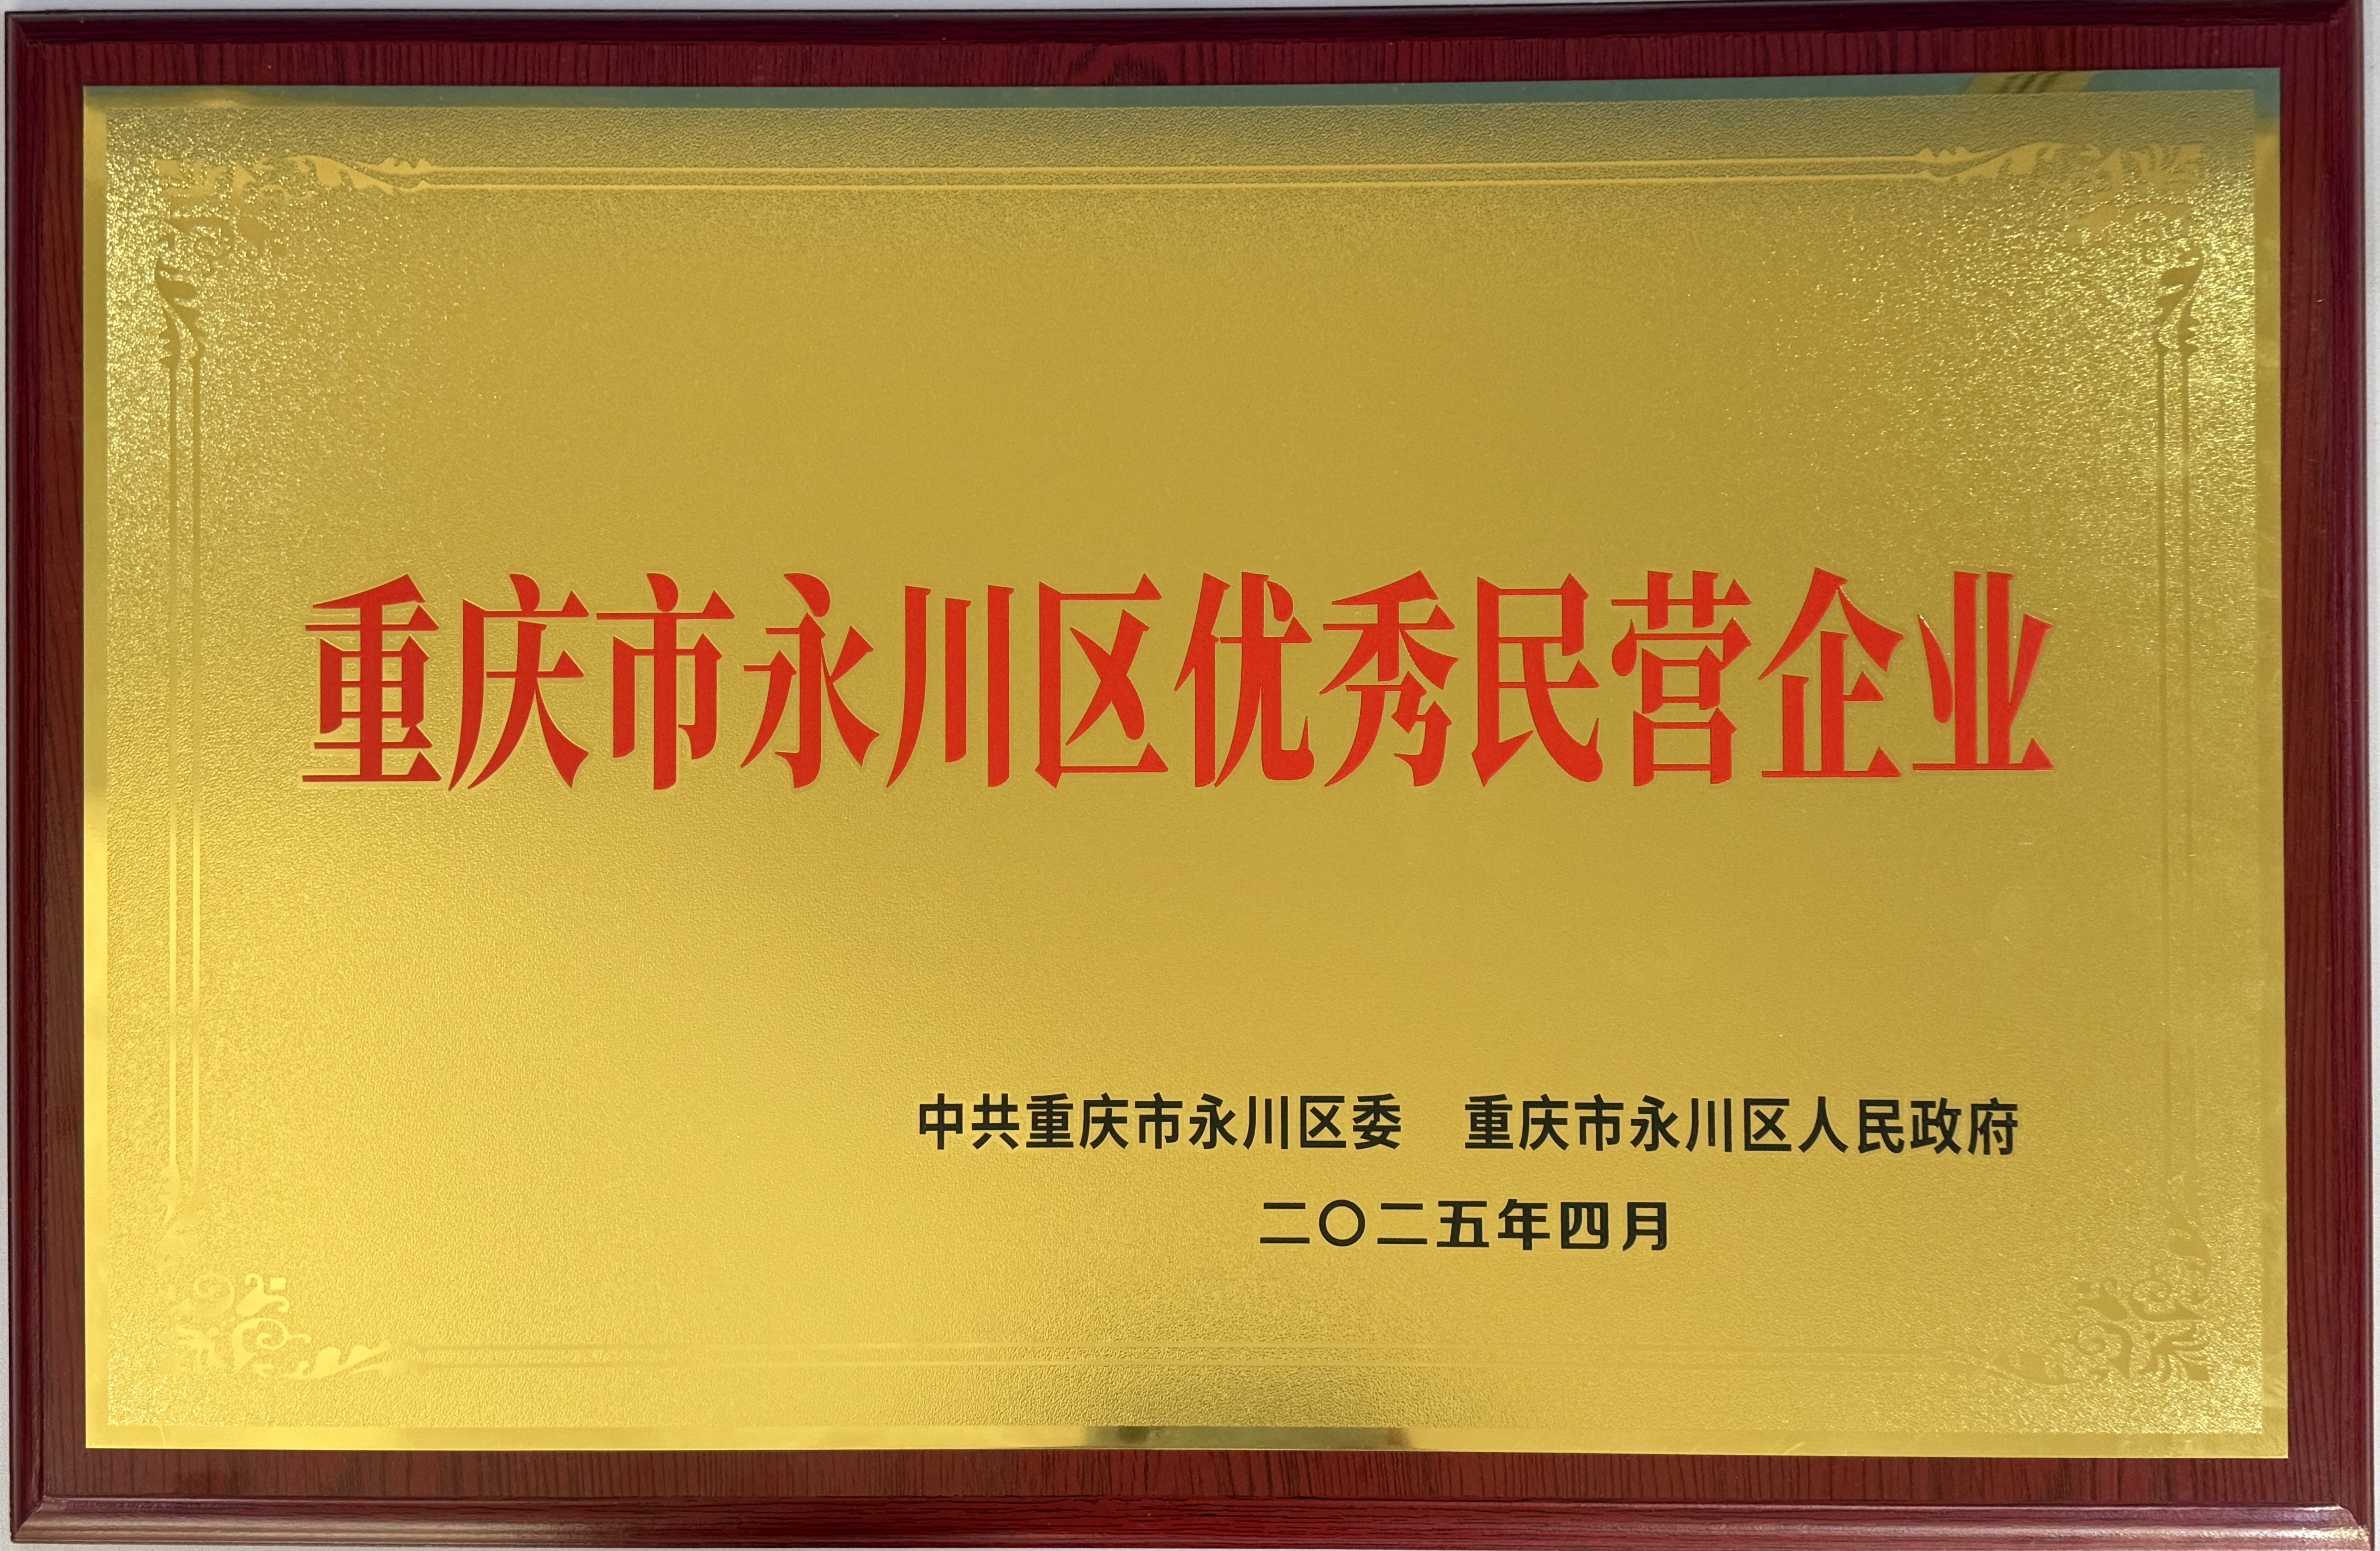 重庆市永川区优秀民营企业
中共重庆市永川区委　重庆市永川区人民政府
二〇二五年四月